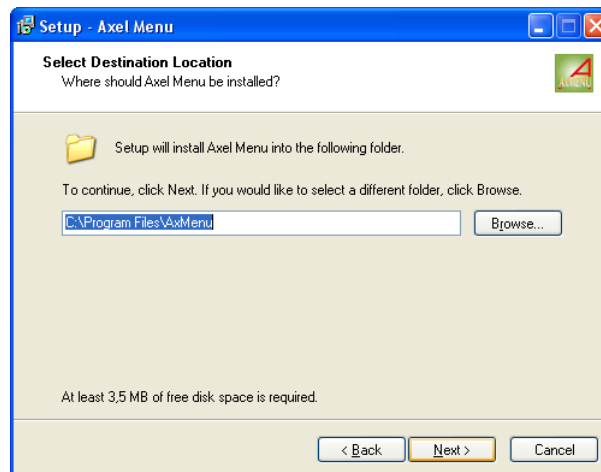 Setup - Axel Menu
Select Destination Location
Where should Axel Menu be installed?
AXMENU
Setup will install Axel Menu into the following folder.
To continue, click Next. If you would like to select a different folder, click Browse.
C:\Program Files\AxMenu
Browse...
At least 3,5 MB of free disk space is required.
< Back
Next >
Cancel